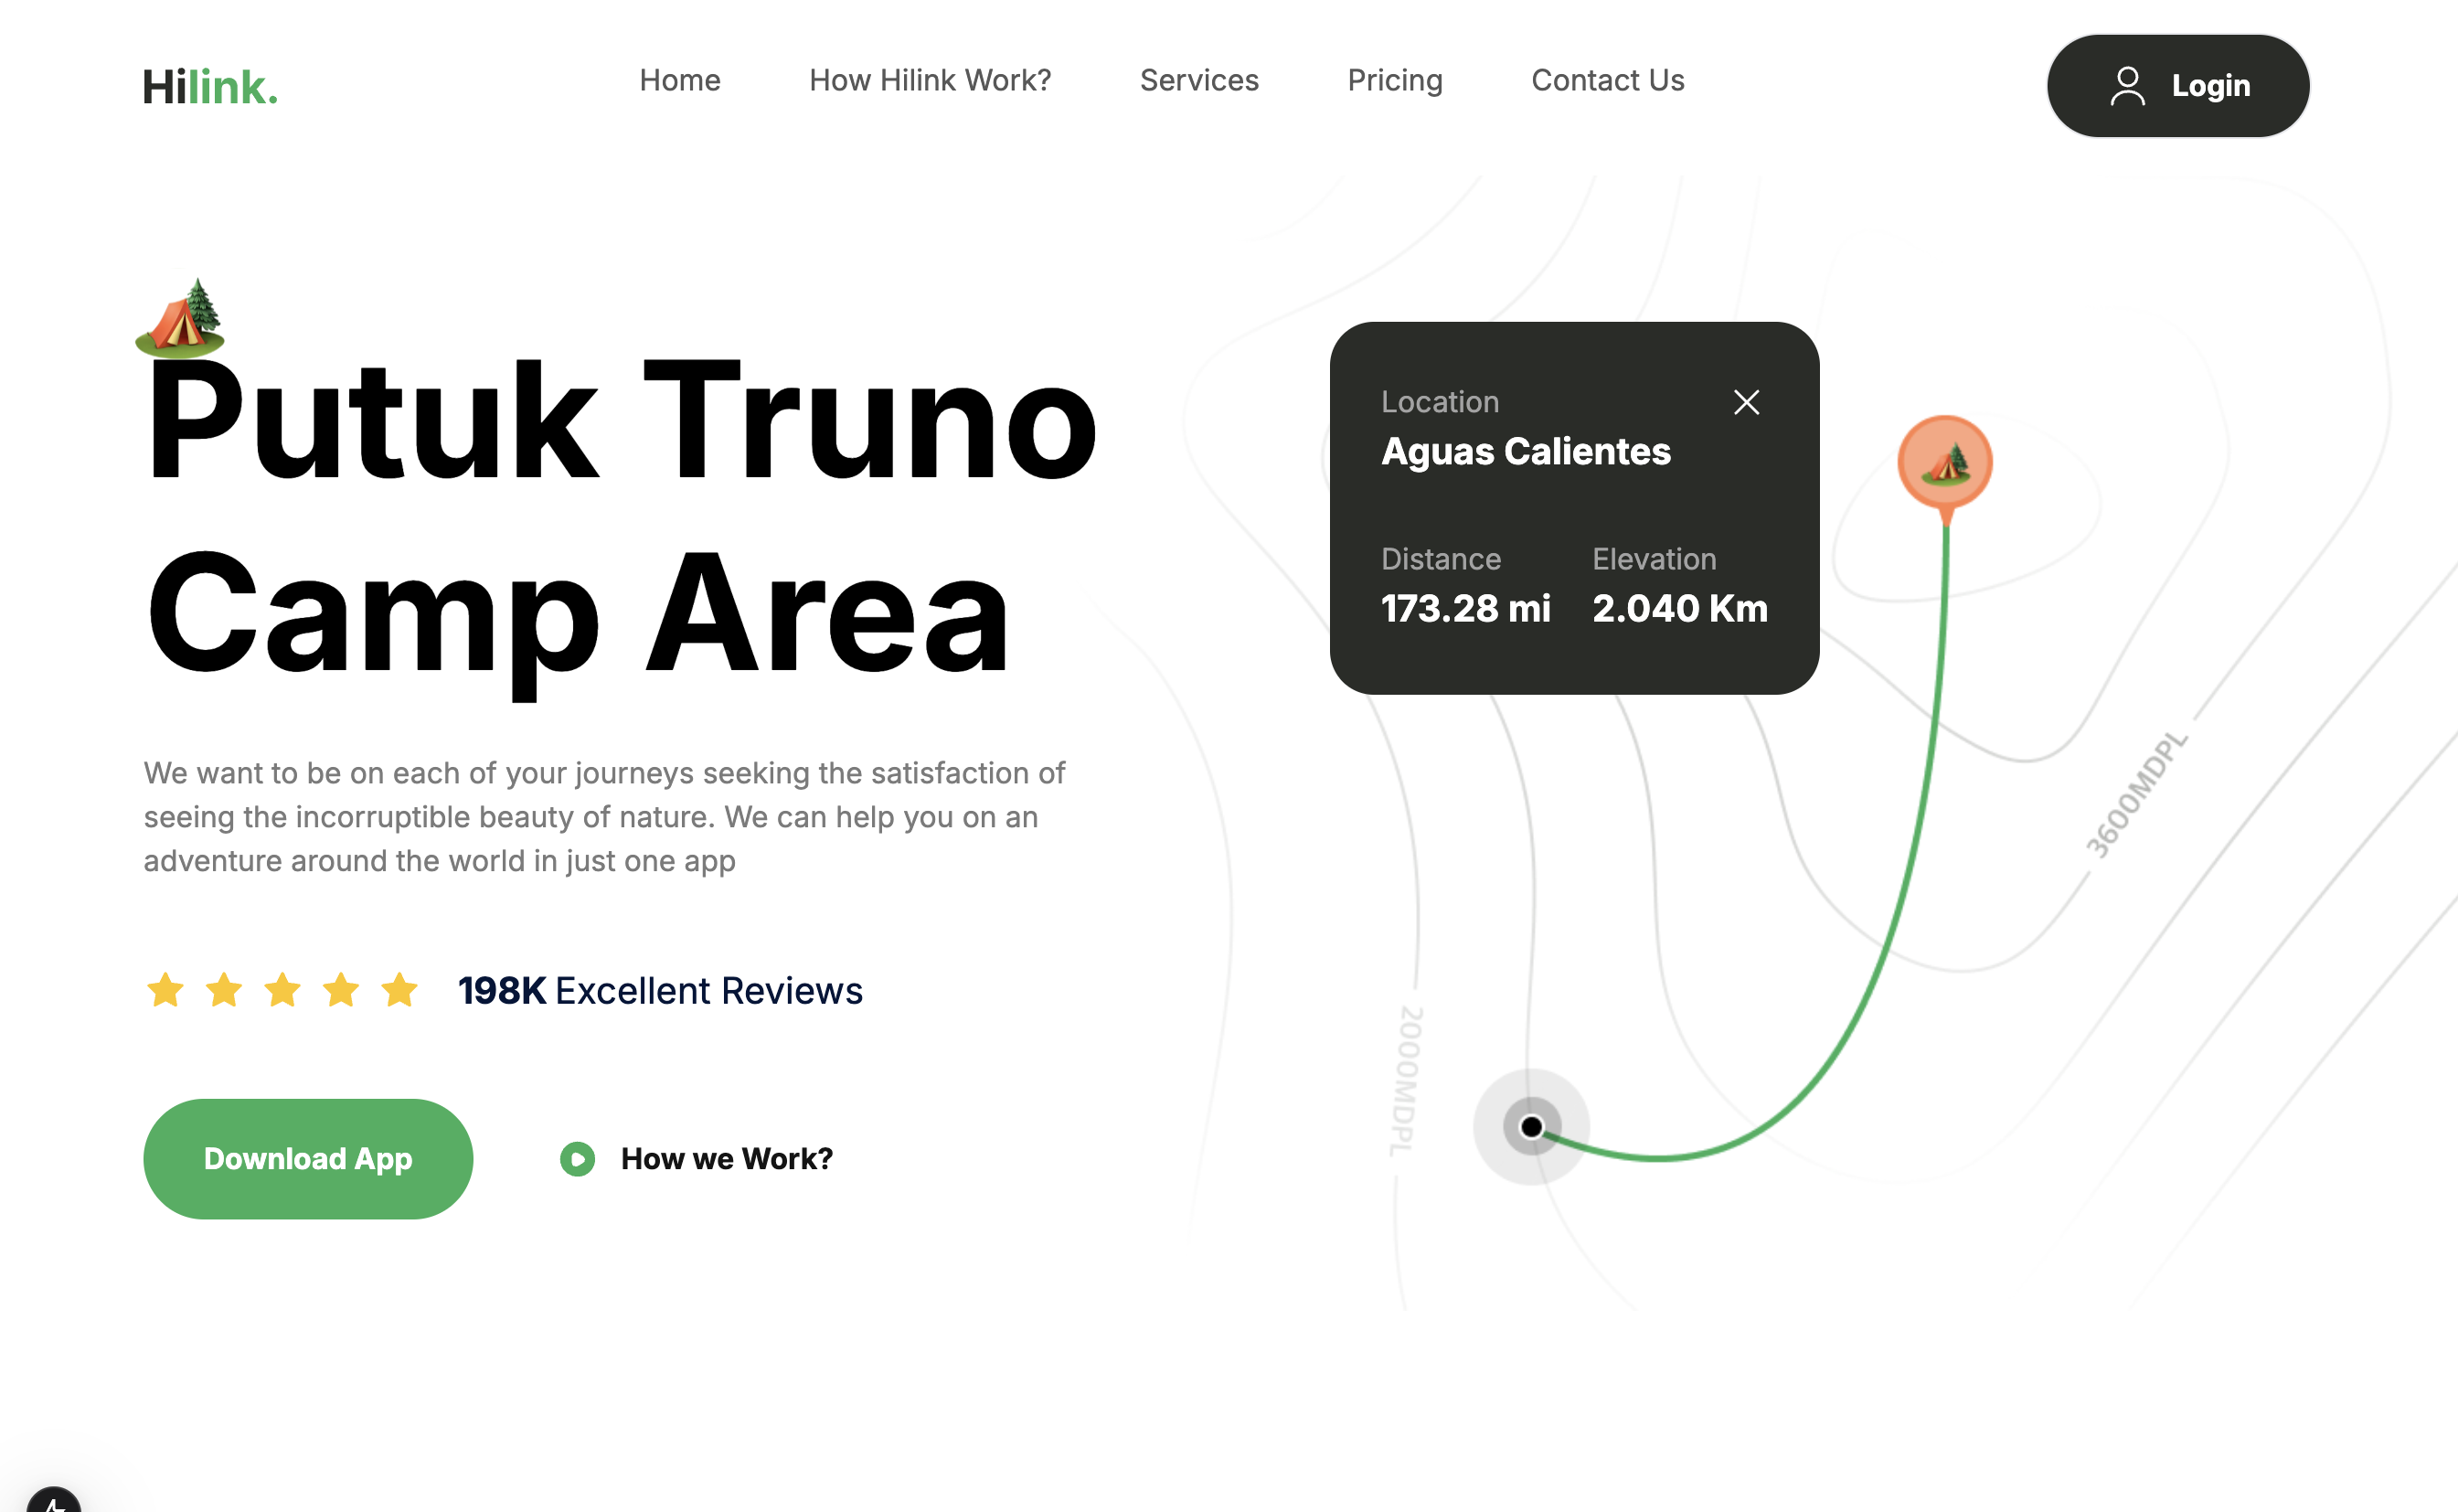 Hilink.
Home
How Hilink Work?
Services
Pricing
Contact Us
Login
Putuk Truno
Camp Area
We want to be on each of your journeys seeking the satisfaction of
seeing the incorruptible beauty of nature. We can help you on an
adventure around the world in just one app
198K Excellent Reviews
Download App
How we Work?
Location
Aguas Calientes
Distance
Elevation
173.28 mi
2.040 Km
3600MDPL
2000MDPL